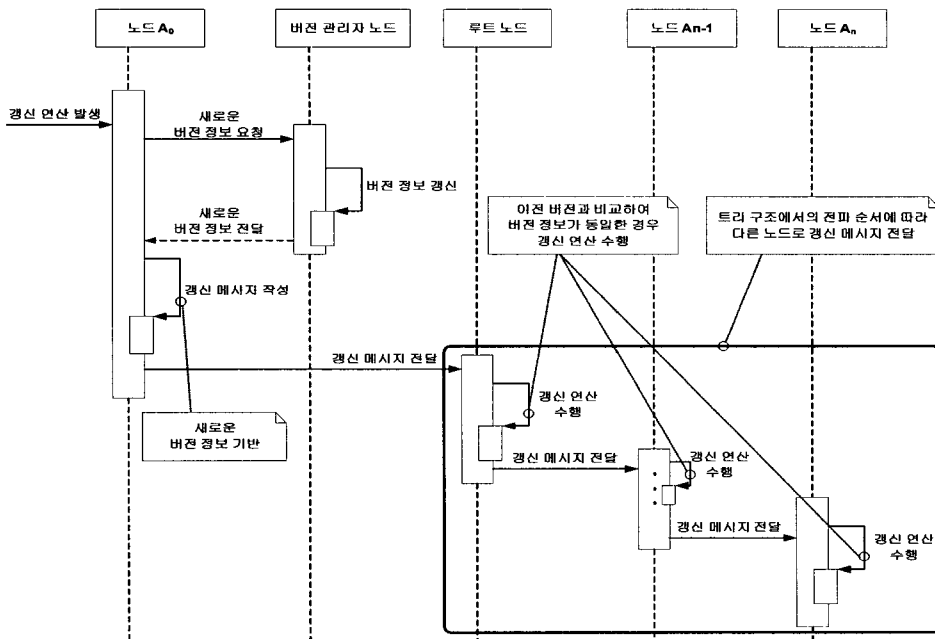 노드 A₀
버전 관리자 노드
루트 노드
노드 An-1
노드 Aₙ
갱신 연산 발생
새로운
버전 정보 요청
버전 정보 갱신
새로운
버전 정보 전달
이전 버전과 비교하여
버전 정보가 동일한 경우
갱신 연산 수행
트리 구조에서의 전파 순서에 따라
다른 노드로 갱신 메시지 전달
갱신 메시지 작성
갱신 메시지 전달
새로운
버전 정보 기반
갱신 연산
수행
갱신 메시지 전달
갱신 연산
수행
갱신 메시지 전달
갱신 연산
수행